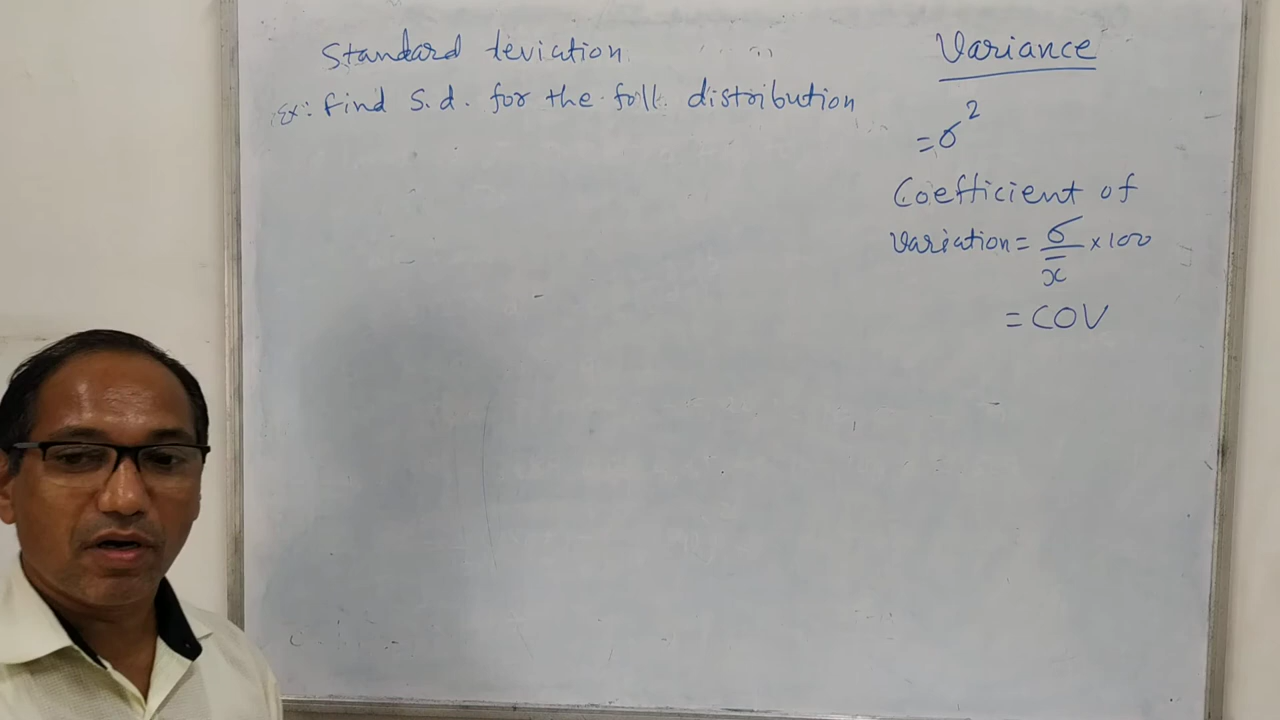 Standard deviation
Ex: Find S.d. for the foll. distribution
Variance
= σ²
Coefficient of
Variation = σ/x̄ × 100
= COV